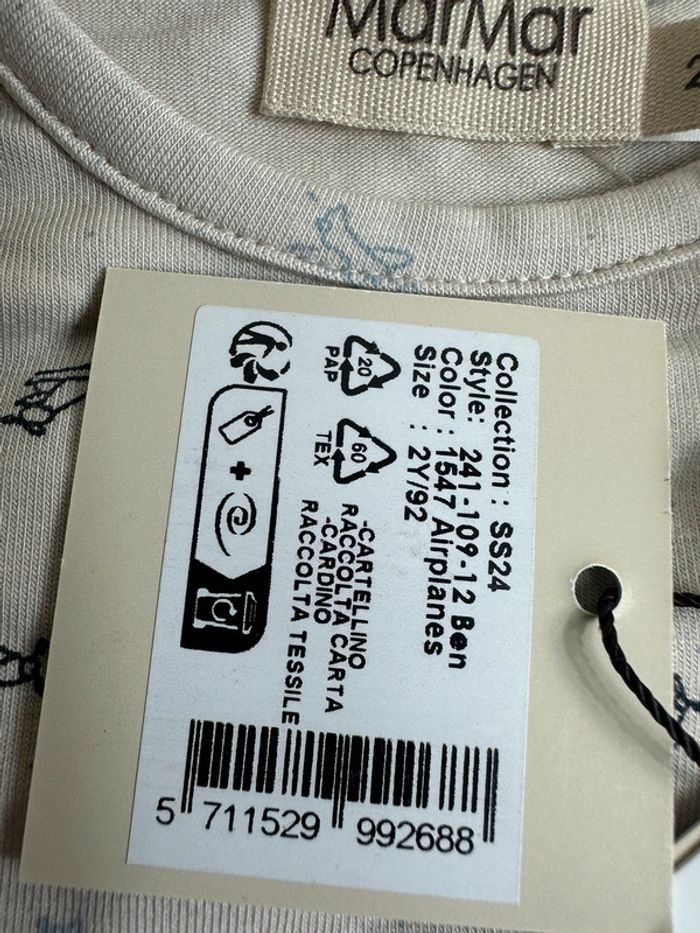 MarMar
COPENHAGEN
2
Collection : SS24
Style: 241-109-12 Ben
Color : 1547 Airplanes
Size : 2Y/92
20
PAP
60
TEX
-CARTELLINO
RACCOLTA CARTA
-CARDINO
RACCOLTA TESSILE
5 711529 992688